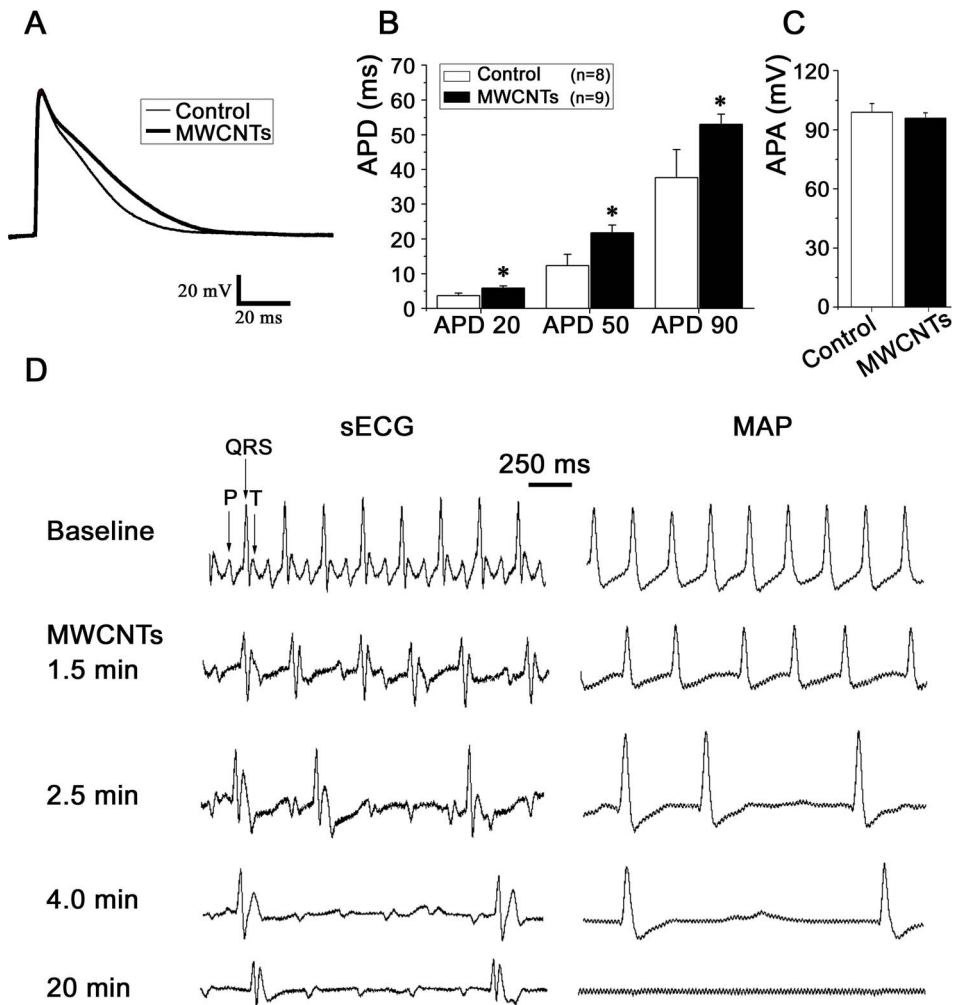 A
Control
MWCNTs
20 mV
20 ms
B
APD (ms)
70
60
50
40
30
20
10
0
Control (n=8)
MWCNTs (n=9)
*
*
*
APD 20 APD 50 APD 90
C
APA (mV)
120
90
60
30
0
Control
MWCNTs
D
sECG
MAP
250 ms
QRS
P T
Baseline
MWCNTs
1.5 min
2.5 min
4.0 min
20 min